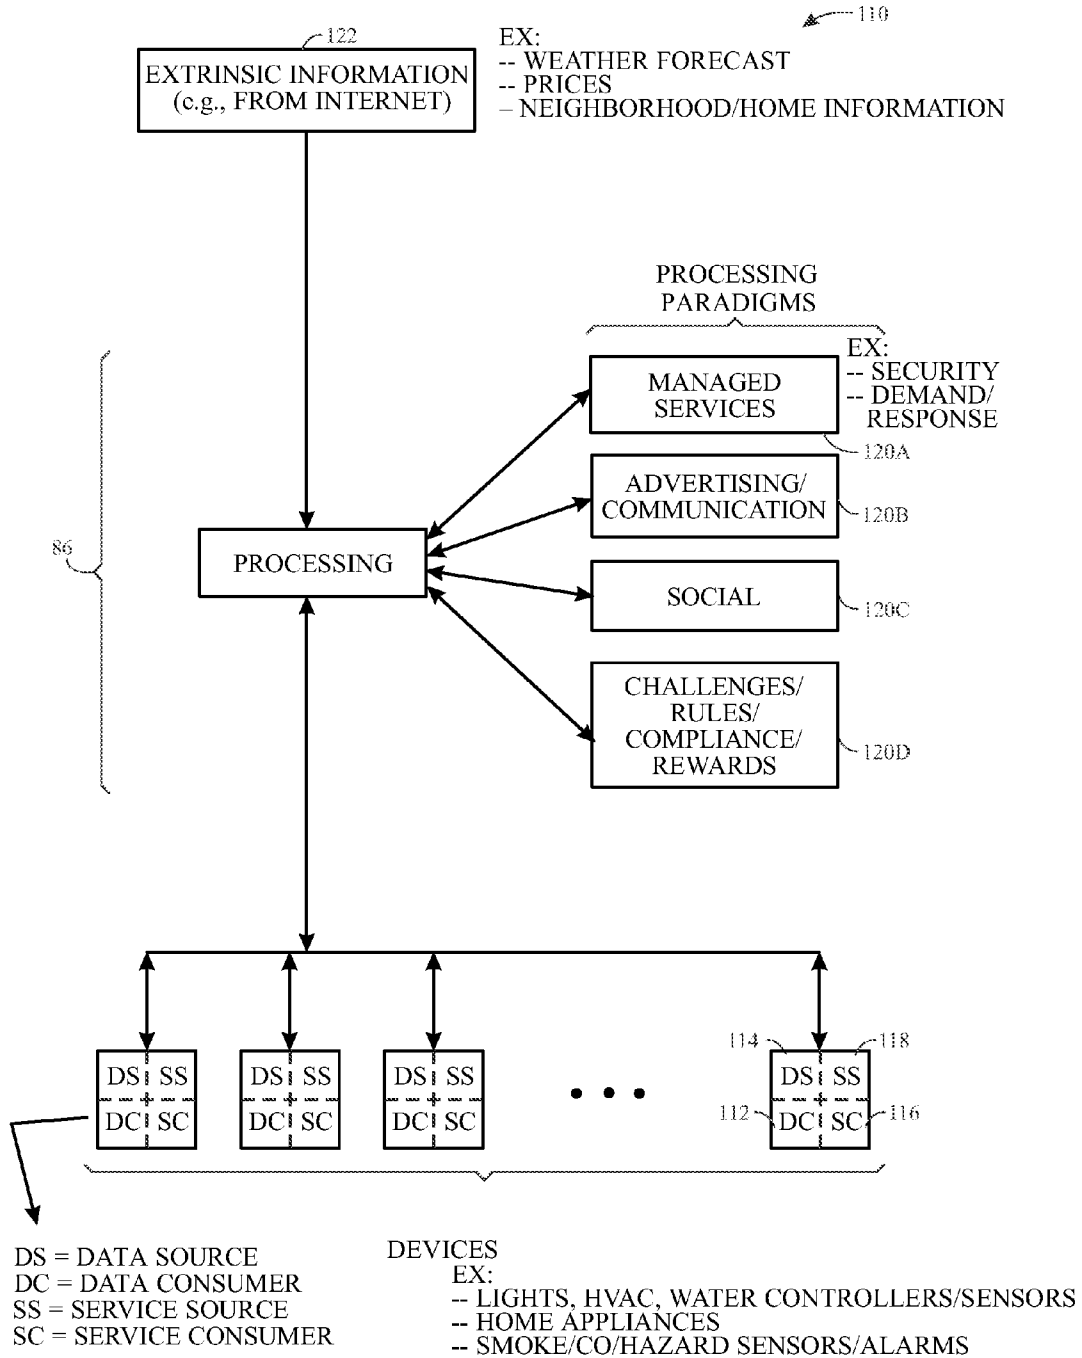 110
122
EXTRINSIC INFORMATION
(e.g., FROM INTERNET)
EX:
-- WEATHER FORECAST
-- PRICES
– NEIGHBORHOOD/HOME INFORMATION
PROCESSING
PARADIGMS
MANAGED
SERVICES
EX:
-- SECURITY
-- DEMAND/
RESPONSE
120A
ADVERTISING/
COMMUNICATION
120B
86
PROCESSING
SOCIAL
120C
CHALLENGES/
RULES/
COMPLIANCE/
REWARDS
120D
DS SS
DC SC
DS SS
DC SC
DS SS
DC SC
• • •
114
118
DS SS
112
DC SC
116
DS = DATA SOURCE
DC = DATA CONSUMER
SS = SERVICE SOURCE
SC = SERVICE CONSUMER
DEVICES
EX:
-- LIGHTS, HVAC, WATER CONTROLLERS/SENSORS
-- HOME APPLIANCES
-- SMOKE/CO/HAZARD SENSORS/ALARMS